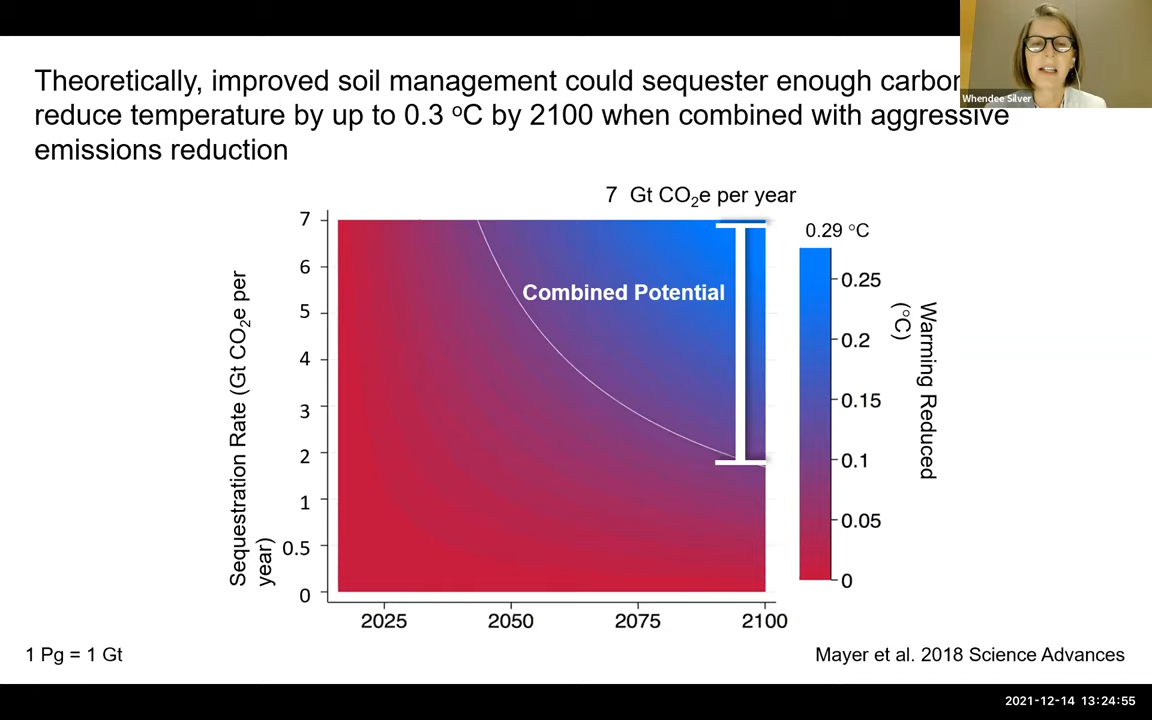 Theoretically, improved soil management could sequester enough
reduce temperature by up to 0.3 °C by 2100 when combined with aggressive
emissions reduction
Whendee Silver
7 Gt CO₂e per year
0.29 °C
7
6
5
4
3
2
1
0.5
0
Sequestration Rate (Gt CO₂e per
year)
Combined Potential
0.25
0.2
0.15
0.1
0.05
0
Warming Reduced
(°C)
2025
2050
2075
2100
1 Pg = 1 Gt
Mayer et al. 2018 Science Advances
2021-12-14 13:24:55